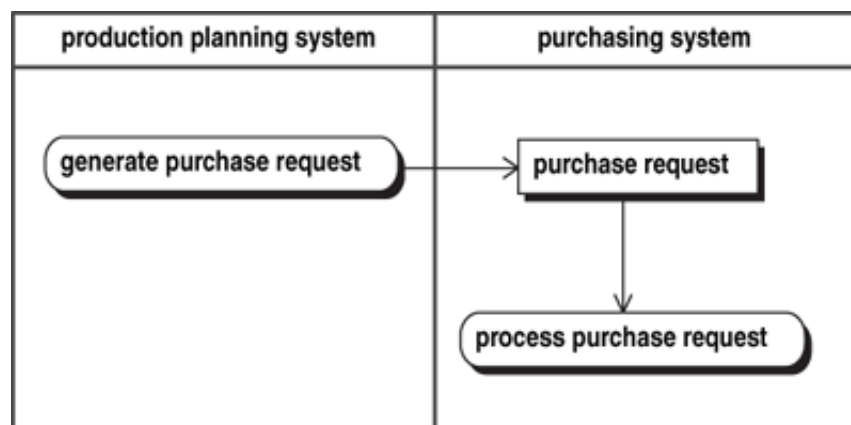 production planning system
purchasing system
generate purchase request
purchase request
process purchase request